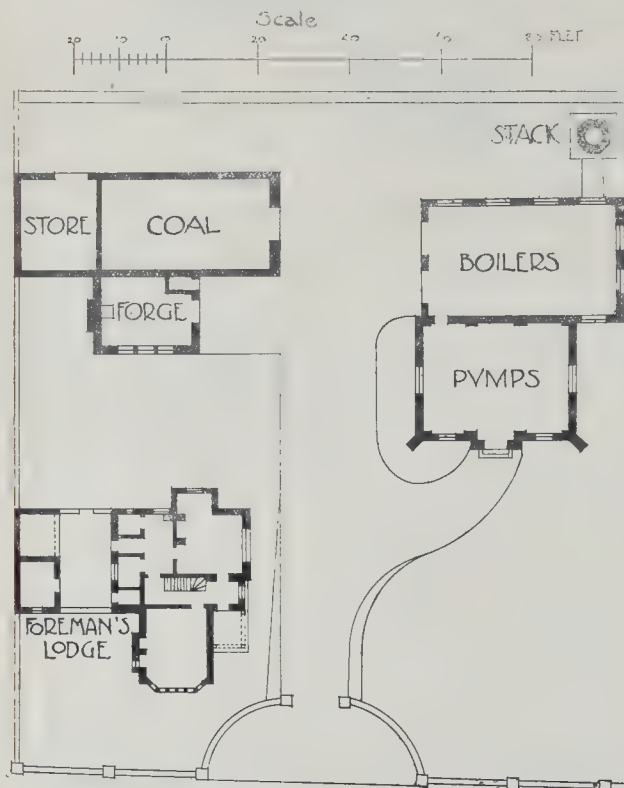 Scale
20 10 0 20 40 60 80 FEET
STACK
STORE
COAL
BOILERS
FORGE
PVMPS
FOREMAN'S
LODGE